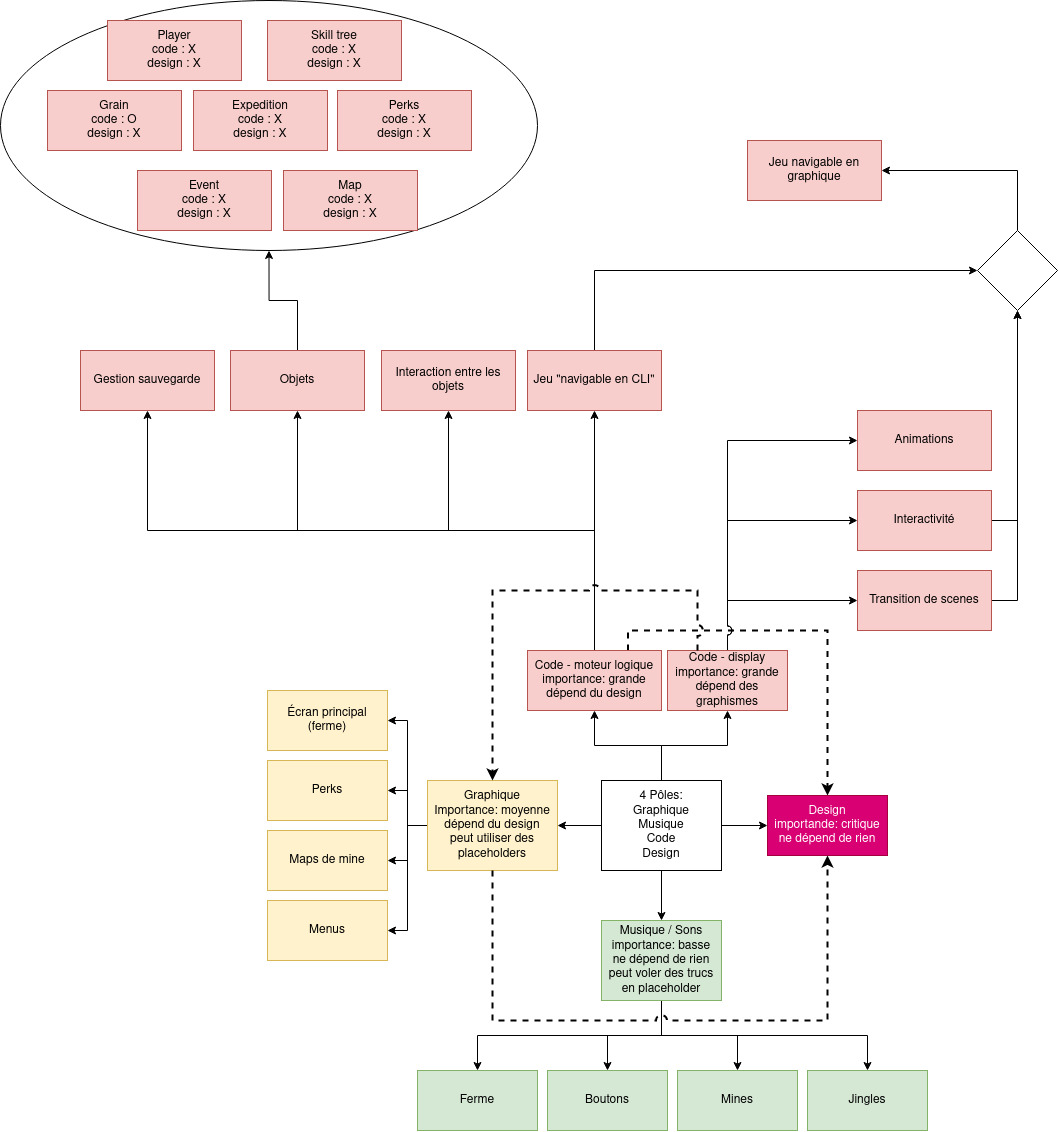 Player
code : X
design : X
Skill tree
code : X
design : X
Grain
code : O
design : X
Expedition
code : X
design : X
Perks
code : X
design : X
Event
code : X
design : X
Map
code : X
design : X
Jeu navigable en
graphique
Gestion sauvegarde
Objets
Interaction entre les
objets
Jeu "navigable en CLI"
Animations
Interactivité
Transition de scenes
Code - moteur logique
importance: grande
dépend du design
Code - display
importance: grande
dépend des
graphismes
Écran principal
(ferme)
Perks
Maps de mine
Menus
Graphique
Importance: moyenne
dépend du design
peut utiliser des
placeholders
4 Pôles:
Graphique
Musique
Code
Design
Design
importande: critique
ne dépend de rien
Musique / Sons
importance: basse
ne dépend de rien
peut voler des trucs
en placeholder
Ferme
Boutons
Mines
Jingles